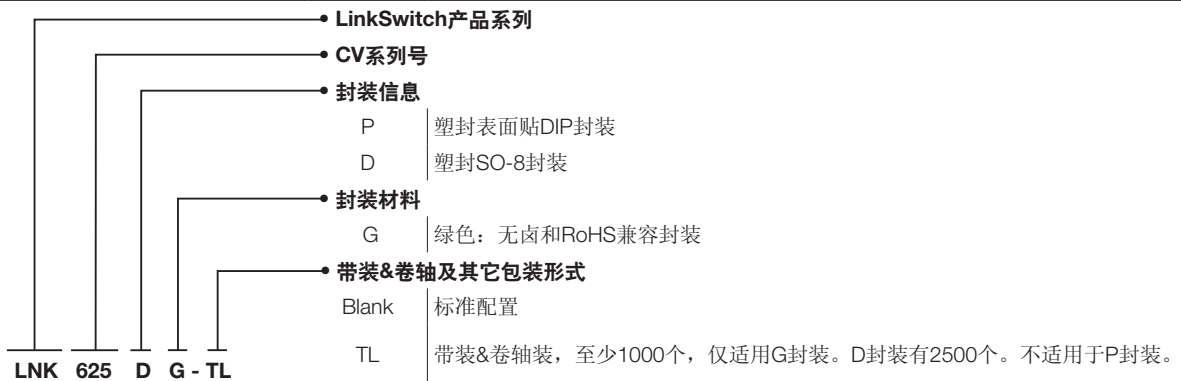 LinkSwitch产品系列
CV系列号
封装信息
P 塑封表面贴DIP封装
D 塑封SO-8封装
封装材料
G 绿色：无卤和RoHS兼容封装
带装&卷轴及其它包装形式
Blank 标准配置
TL 带装&卷轴装，至少1000个，仅适用G封装。D封装有2500个。不适用于P封装。
LNK 625 D G - TL